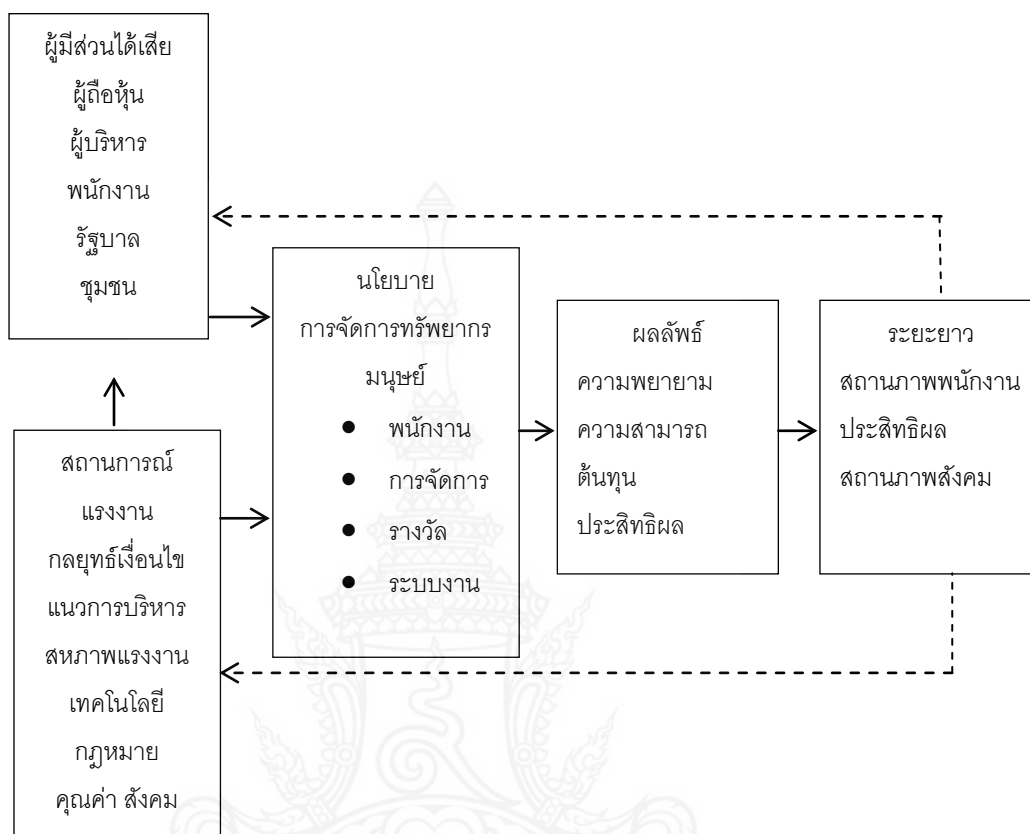 ผู้มีส่วนได้เสีย
ผู้ถือหุ้น
ผู้บริหาร
พนักงาน
รัฐบาล
ชุมชน
สถานการณ์
แรงงาน
กลยุทธ์เงื่อนไข
แนวการบริหาร
สหภาพแรงงาน
เทคโนโลยี
กฎหมาย
คุณค่า สังคม
นโยบาย
การจัดการทรัพยากร
มนุษย์
● พนักงาน
● การจัดการ
● รางวัล
● ระบบงาน
ผลลัพธ์
ความพยายาม
ความสามารถ
ต้นทุน
ประสิทธิผล
ระยะยาว
สถานภาพพนักงาน
ประสิทธิผล
สถานภาพสังคม